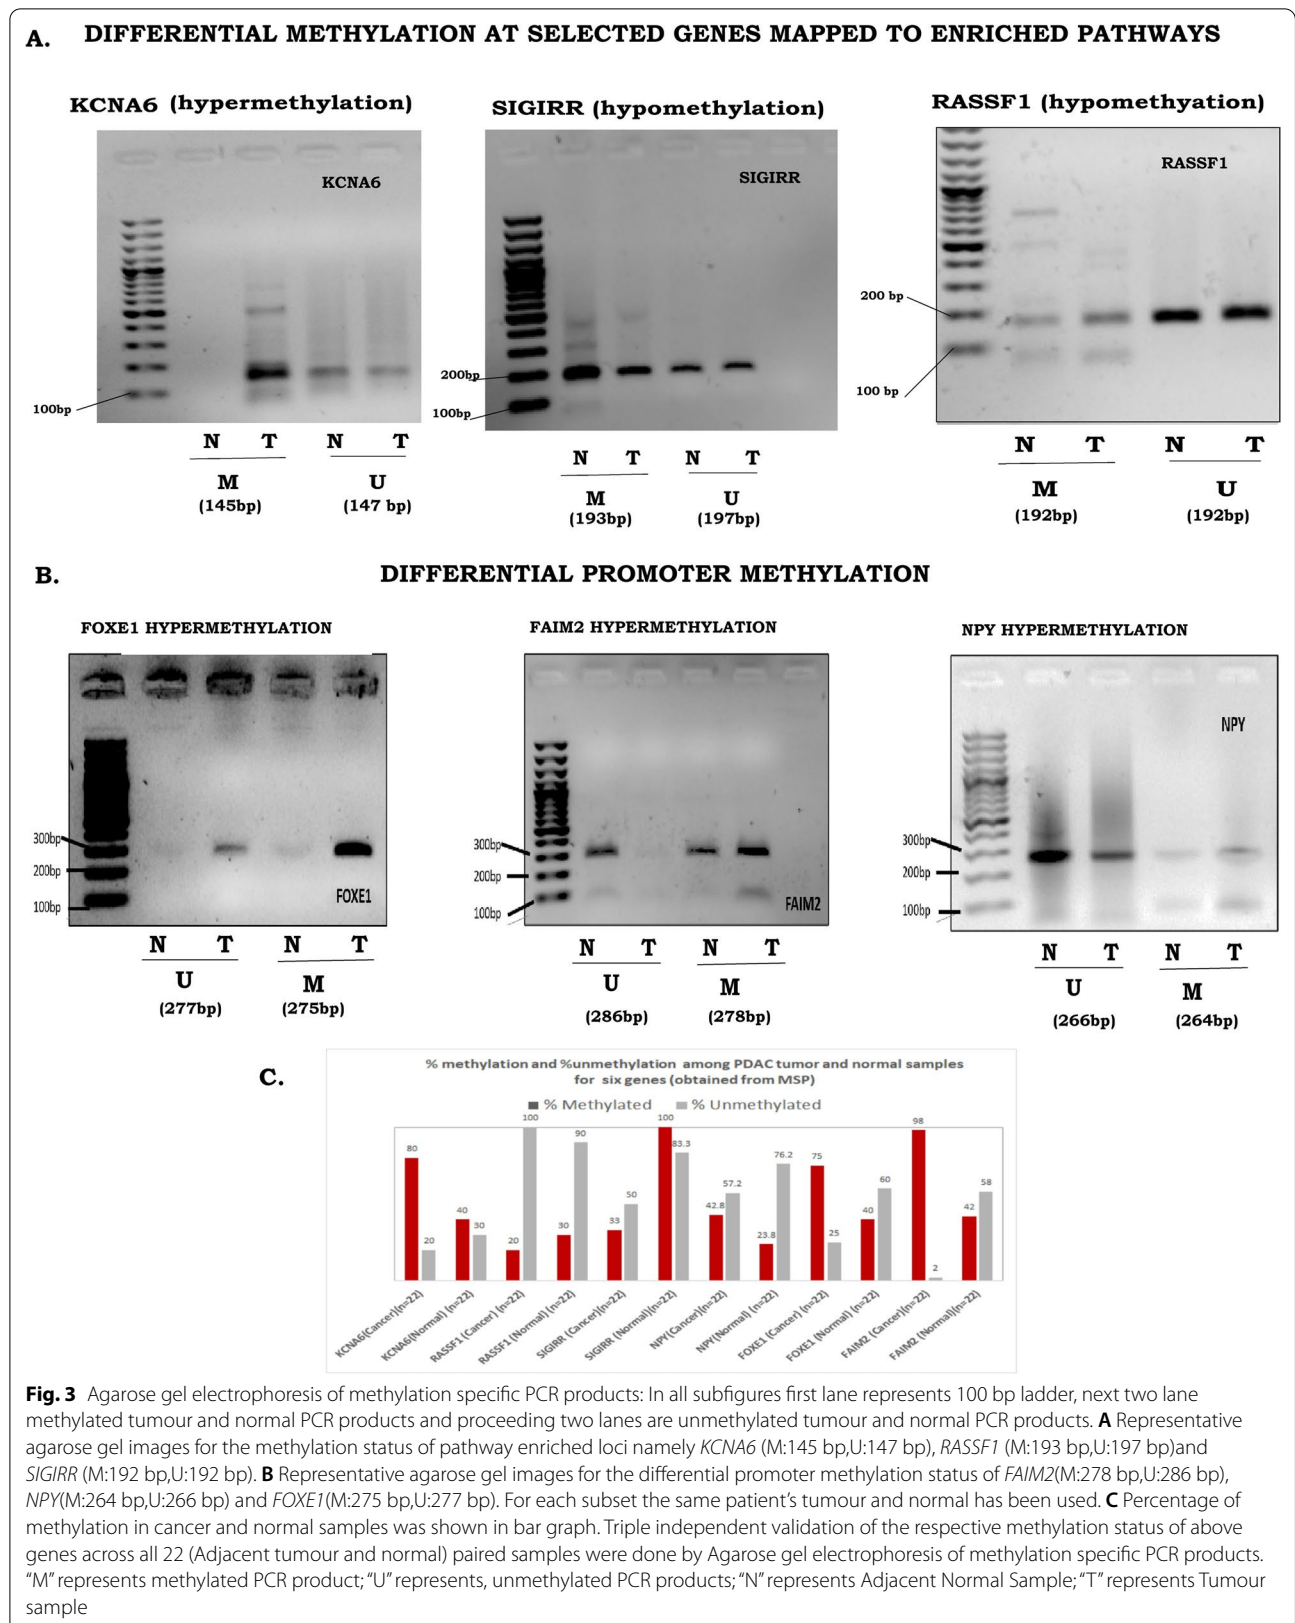 A. DIFFERENTIAL METHYLATION AT SELECTED GENES MAPPED TO ENRICHED PATHWAYS
KCNA6 (hypermethylation)
KCNA6
100bp
N T N T
M U
(145bp) (147 bp)
SIGIRR (hypomethylation)
SIGIRR
200bp
100bp
N T N T
M U
(193bp) (197bp)
RASSF1 (hypomethyation)
RASSF1
200 bp
100 bp
N T N T
M U
(192bp) (192bp)
B. DIFFERENTIAL PROMOTER METHYLATION
FOXE1 HYPERMETHYLATION
300bp
200bp
100bp
FOXE1
N T N T
U M
(277bp) (275bp)
FAIM2 HYPERMETHYLATION
300bp
200bp
100bp
FAIM2
N T N T
U M
(286bp) (278bp)
NPY HYPERMETHYLATION
NPY
300bp
200bp
100bp
N T N T
U M
(266bp) (264bp)
C.
% methylation and %unmethylation among PDAC tumor and normal samples
for six genes (obtained from MSP)
% Methylated % Unmethylated
80 20 40 30 20 100 30 90 33 50 100 83.3 42.8 57.2 23.8 76.2 75 25 40 60 98 2 42 58
KCNA6(Cancer)(n=22)
KCNA6(Normal) (n=22)
RASSF1 (Cancer) (n=22)
RASSF1 (Normal) (n=22)
SIGIRR (Cancer)(n=22)
SIGIRR (Normal)(n=22)
NPY(Cancer)(n=22)
NPY(Normal) (n=22)
FOXE1 (Cancer) (n=22)
FOXE1 (Normal) (n=22)
FAIM2 (Cancer)(n=22)
FAIM2 (Normal)(n=22)
Fig. 3 Agarose gel electrophoresis of methylation specific PCR products: In all subfigures first lane represents 100 bp ladder, next two lane
methylated tumour and normal PCR products and proceeding two lanes are unmethylated tumour and normal PCR products. A Representative
agarose gel images for the methylation status of pathway enriched loci namely KCNA6 (M:145 bp,U:147 bp), RASSF1 (M:193 bp,U:197 bp)and
SIGIRR (M:192 bp,U:192 bp). B Representative agarose gel images for the differential promoter methylation status of FAIM2(M:278 bp,U:286 bp),
NPY(M:264 bp,U:266 bp) and FOXE1(M:275 bp,U:277 bp). For each subset the same patient's tumour and normal has been used. C Percentage of
methylation in cancer and normal samples was shown in bar graph. Triple independent validation of the respective methylation status of above
genes across all 22 (Adjacent tumour and normal) paired samples were done by Agarose gel electrophoresis of methylation specific PCR products.
"M" represents methylated PCR product; "U" represents, unmethylated PCR products; "N" represents Adjacent Normal Sample; "T" represents Tumour
sample